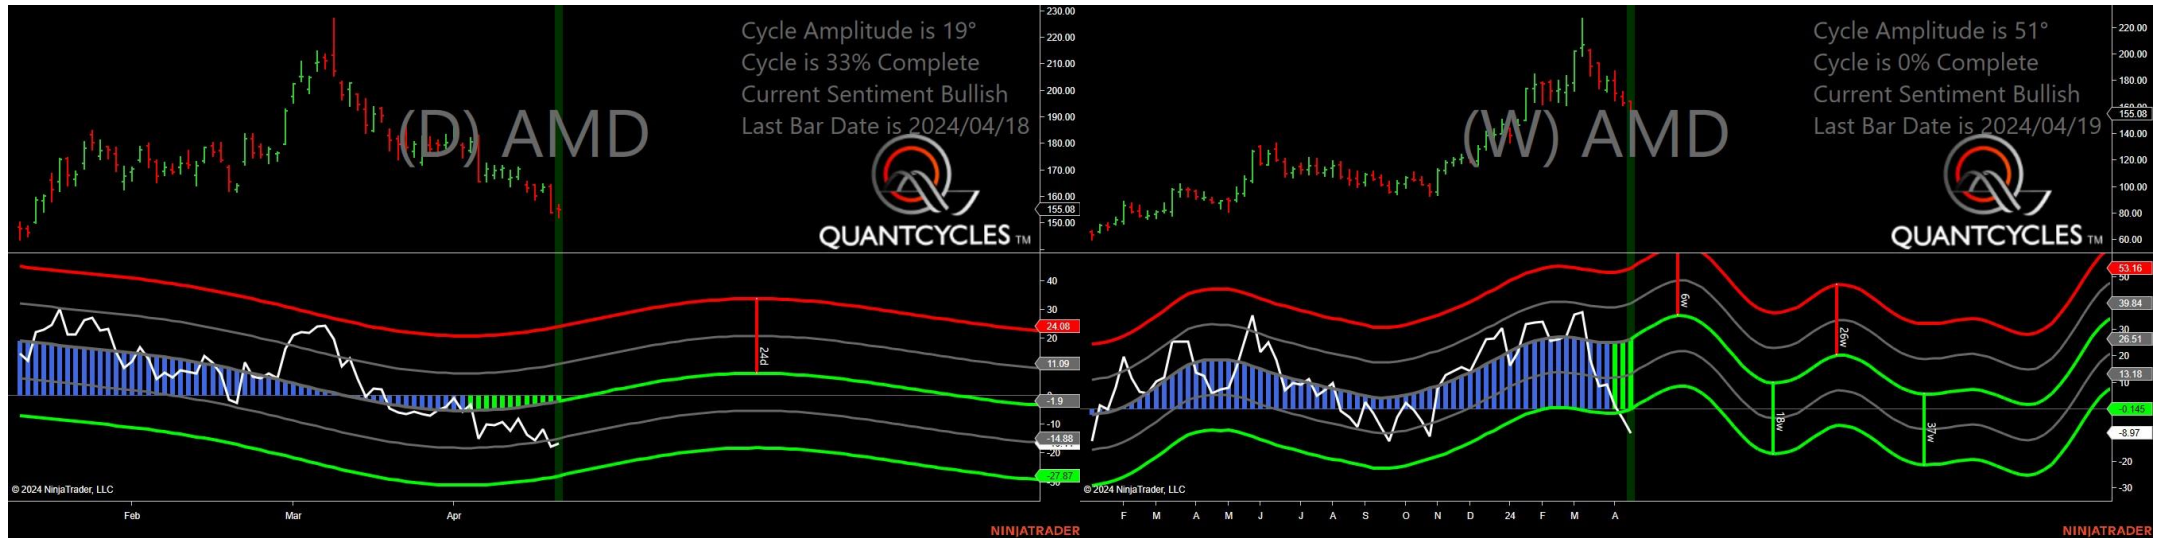 230.00
Cycle Amplitude is 19°
220.00
Cycle is 33% Complete
210.00
Current Sentiment Bullish
200.00
Last Bar Date is 2024/04/18
190.00
(D) AMD
180.00
170.00
160.00
155.08
150.00
QUANTCYCLES TM
40
30
24.08
20
24d
11.09
-1.9
-10
-14.88
-20
-27.87
© 2024 NinjaTrader, LLC
Feb
Mar
Apr
NINJATRADER
Cycle Amplitude is 51°
220.00
Cycle is 0% Complete
200.00
Current Sentiment Bullish
180.00
Last Bar Date is 2024/04/19
155.08
(W) AMD
140.00
120.00
100.00
80.00
QUANTCYCLES TM
60.00
53.16
50
6w
39.84
30
26w
26.51
20
13.18
10
-0.145
18w
37w
-8.97
-20
-30
© 2024 NinjaTrader, LLC
F M A M J J A S O N D 24 F M A
NINJATRADER